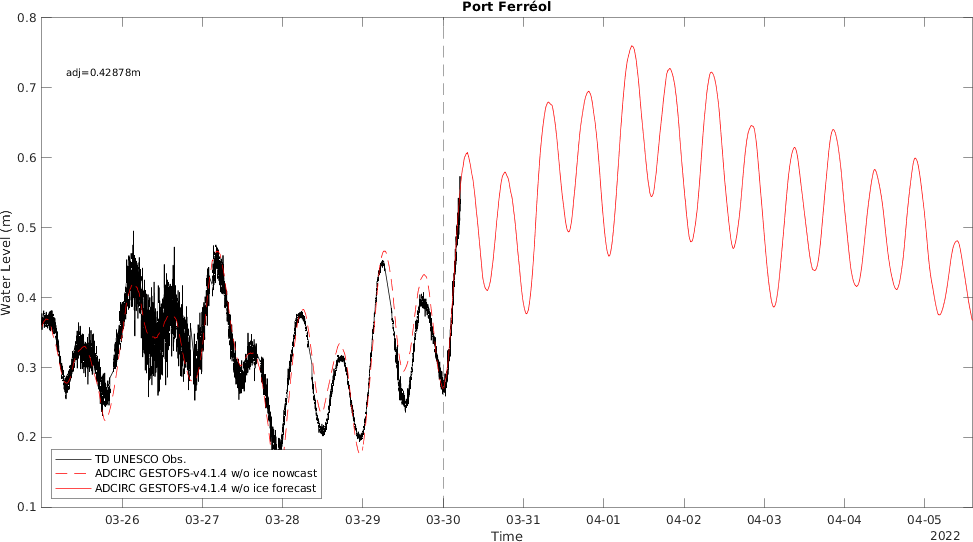 Port Ferréol
0.8
adj=0.42878m
0.7
0.6
0.5
Water Level (m)
0.4
0.3
0.2
TD UNESCO Obs.
ADCIRC GESTOFS-v4.1.4 w/o ice nowcast
ADCIRC GESTOFS-v4.1.4 w/o ice forecast
0.1
03-26 03-27 03-28 03-29 03-30 03-31 04-01 04-02 04-03 04-04 04-05
Time
2022